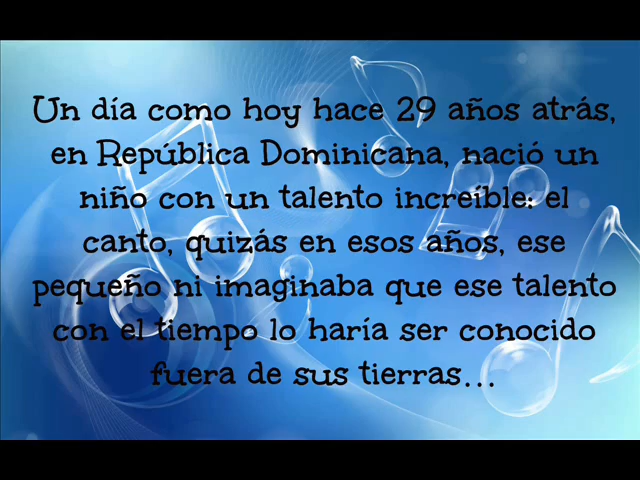 Un día como hoy hace 29 años atrás,
en República Dominicana, nació un
niño con un talento increíble: el
canto, quizás en esos años, ese
pequeño ni imaginaba que ese talento
con el tiempo lo haría ser conocido
fuera de sus tierras...